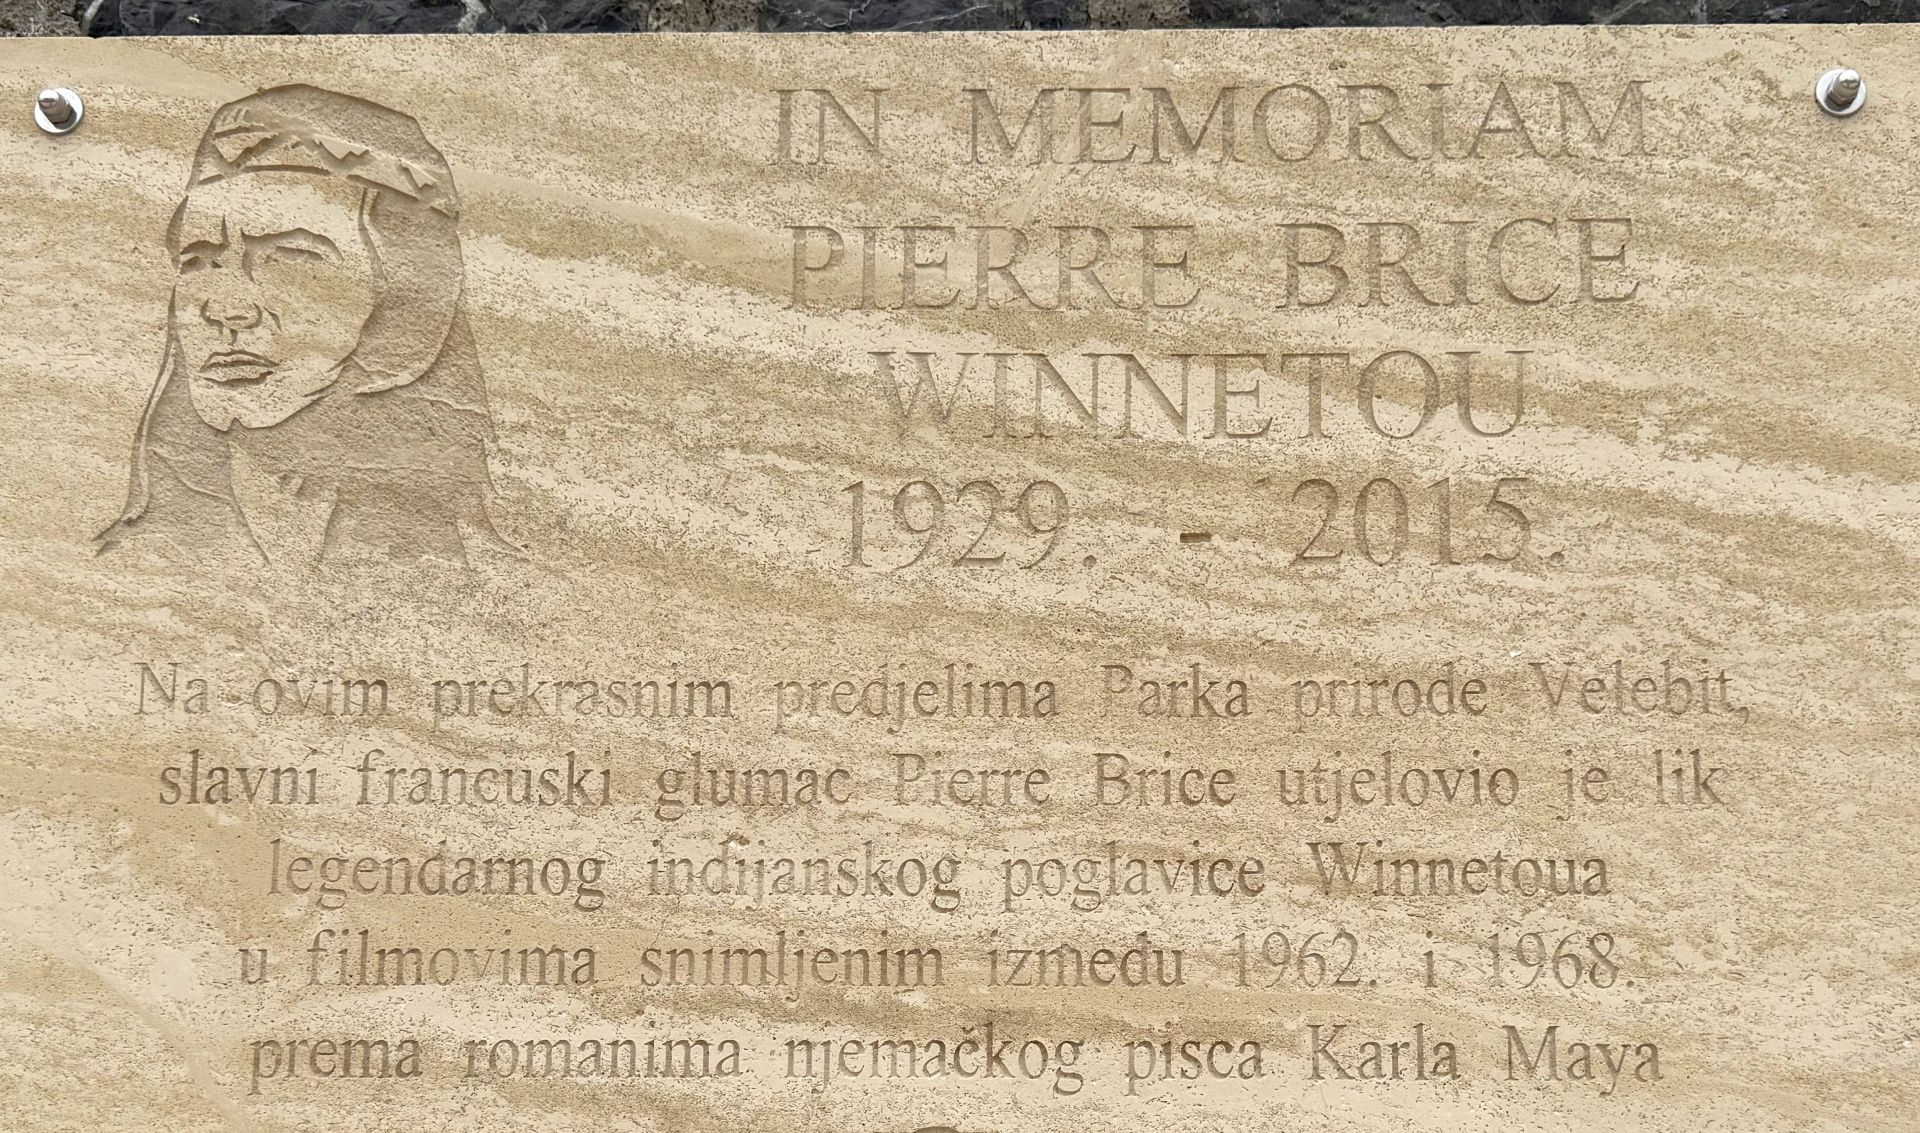 IN MEMORIAM
PIERRE BRICE
WINNETOU
1929. - 2015.
Na ovim prekrasnim predjelima Parka prirode Velebit,
slavni francuski glumac Pierre Brice utjelovio je lik
legendarnog indijanskog poglavice Winnetoua
u filmovima snimljenim između 1962. i 1968.
prema romanima njemačkog pisca Karla Maya